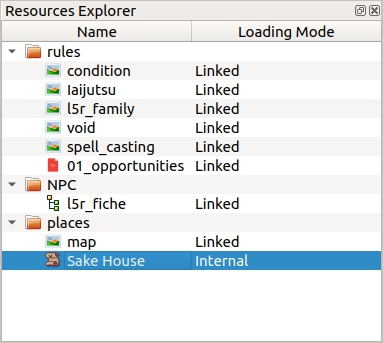 Resources Explorer
Name Loading Mode
rules
condition Linked
Iaijutsu Linked
l5r_family Linked
void Linked
spell_casting Linked
01_opportunities Linked
NPC
l5r_fiche Linked
places
map Linked
Sake House Internal